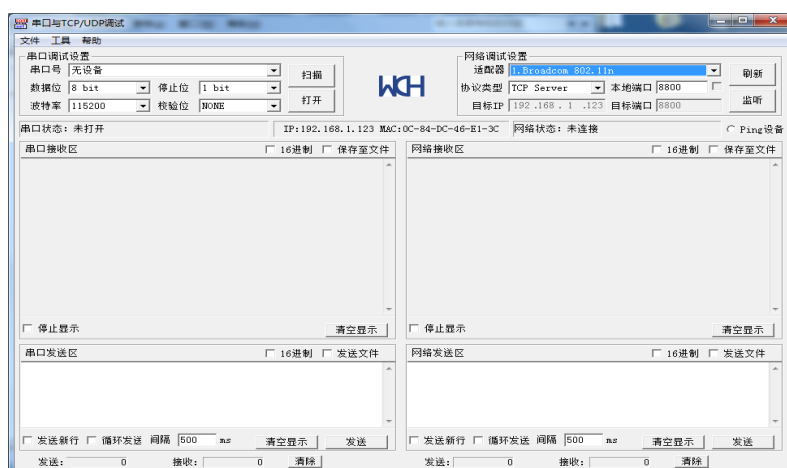 串口与TCP/UDP调试
文件 工具 帮助
串口调试设置
串口号 无设备 扫描
数据位 8 bit 停止位 1 bit
波特率 115200 校验位 NONE 打开
WCH
网络调试设置
适配器 1.Broadcom 802.11n 刷新
协议类型 TCP Server 本地端口 8800
目标IP 192 .168 . 1 .123 目标端口 8800 监听
串口状态: 未打开 IP:192.168.1.123 MAC:0C-84-DC-46-E1-3C 网络状态: 未连接 Ping设备
串口接收区 16进制 保存至文件
停止显示 清空显示
网络接收区 16进制 保存至文件
停止显示 清空显示
串口发送区 16进制 发送文件
发送新行 循环发送 间隔 500 ms 清空显示 发送
发送: 0 接收: 0 清除
网络发送区 16进制 发送文件
发送新行 循环发送 间隔 500 ms 清空显示 发送
发送: 0 接收: 0 清除